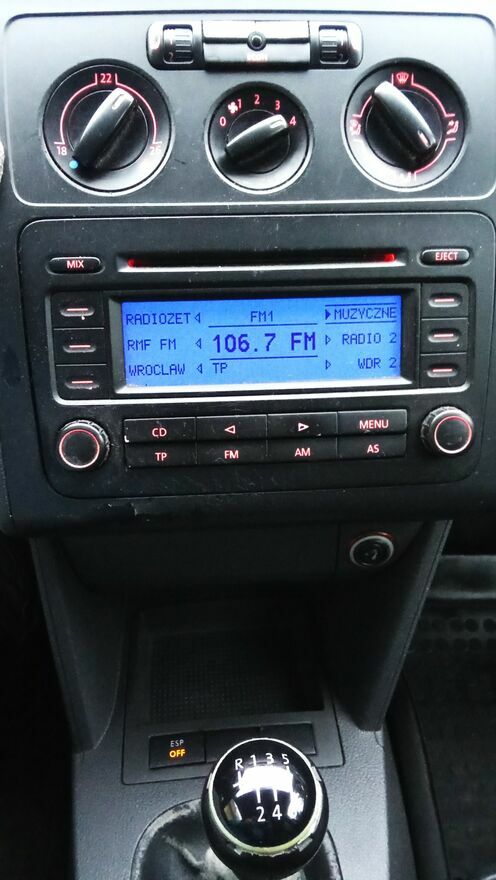 22
18
26
0 1 2 3 4
MIX
EJECT
RADIOZET FM1 MUZYCZNE
RMF FM 106.7 FM RADIO 2
WROCLAW TP WDR 2
CD MENU
TP FM AM AS
ESP
OFF
R 1 3 5
2 4